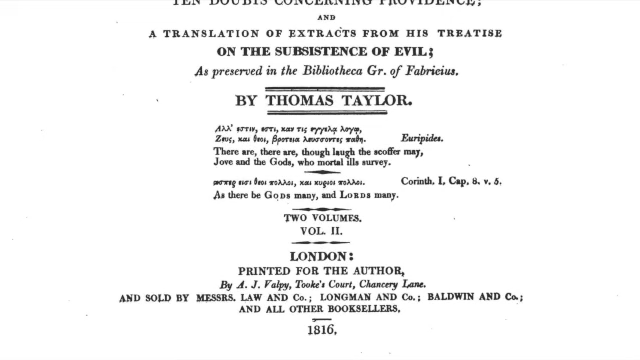 TEN DOUBTS CONCERNING PROVIDENCE;
AND
A TRANSLATION OF EXTRACTS FROM HIS TREATISE
ON THE SUBSISTENCE OF EVIL;
As preserved in the Bibliotheca Gr. of Fabricius.
BY THOMAS TAYLOR.
Αλλ' εστιν, εστι, καν τις εγγελᾳ λογῳ,
Ζευς, και θεοι, βροτεια λευσσοντες παθη. Euripides.
There are, there are, though laugh the scoffer may,
Jove and the Gods, who mortal ills survey.
ωσπερ εισι θεοι πολλοι, και κυριοι πολλοι. Corinth. I. Cap. 8. v. 5.
As there be GODS many, and LORDS many.
TWO VOLUMES.
VOL. II.
LONDON:
PRINTED FOR THE AUTHOR,
By A. J. Valpy, Tooke's Court, Chancery Lane.
AND SOLD BY MESSRS. LAW AND Co.; LONGMAN AND Co.; BALDWIN AND Co.;
AND ALL OTHER BOOKSELLERS.
1816.